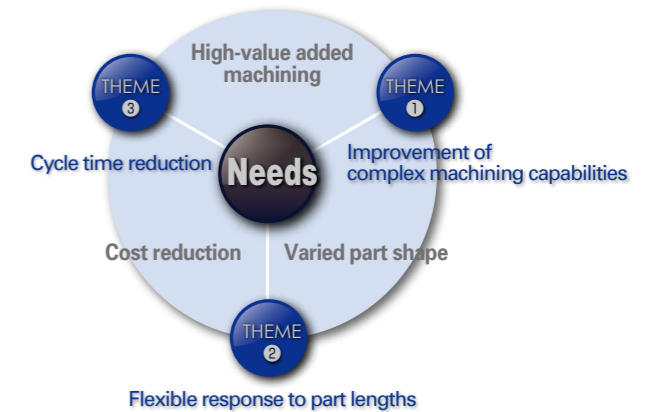 High-value added
machining
THEME
3
THEME
1
Cycle time reduction
Needs
Improvement of
complex machining capabilities
Cost reduction
Varied part shape
THEME
2
Flexible response to part lengths